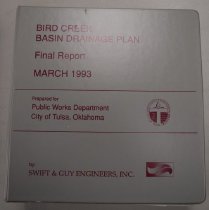 BIRD CREEK
BASIN DRAINAGE PLAN
Final Report
MARCH 1993
Prepared for
Public Works Department
City of Tulsa, Oklahoma
by
SWIFT & GUY ENGINEERS, INC.